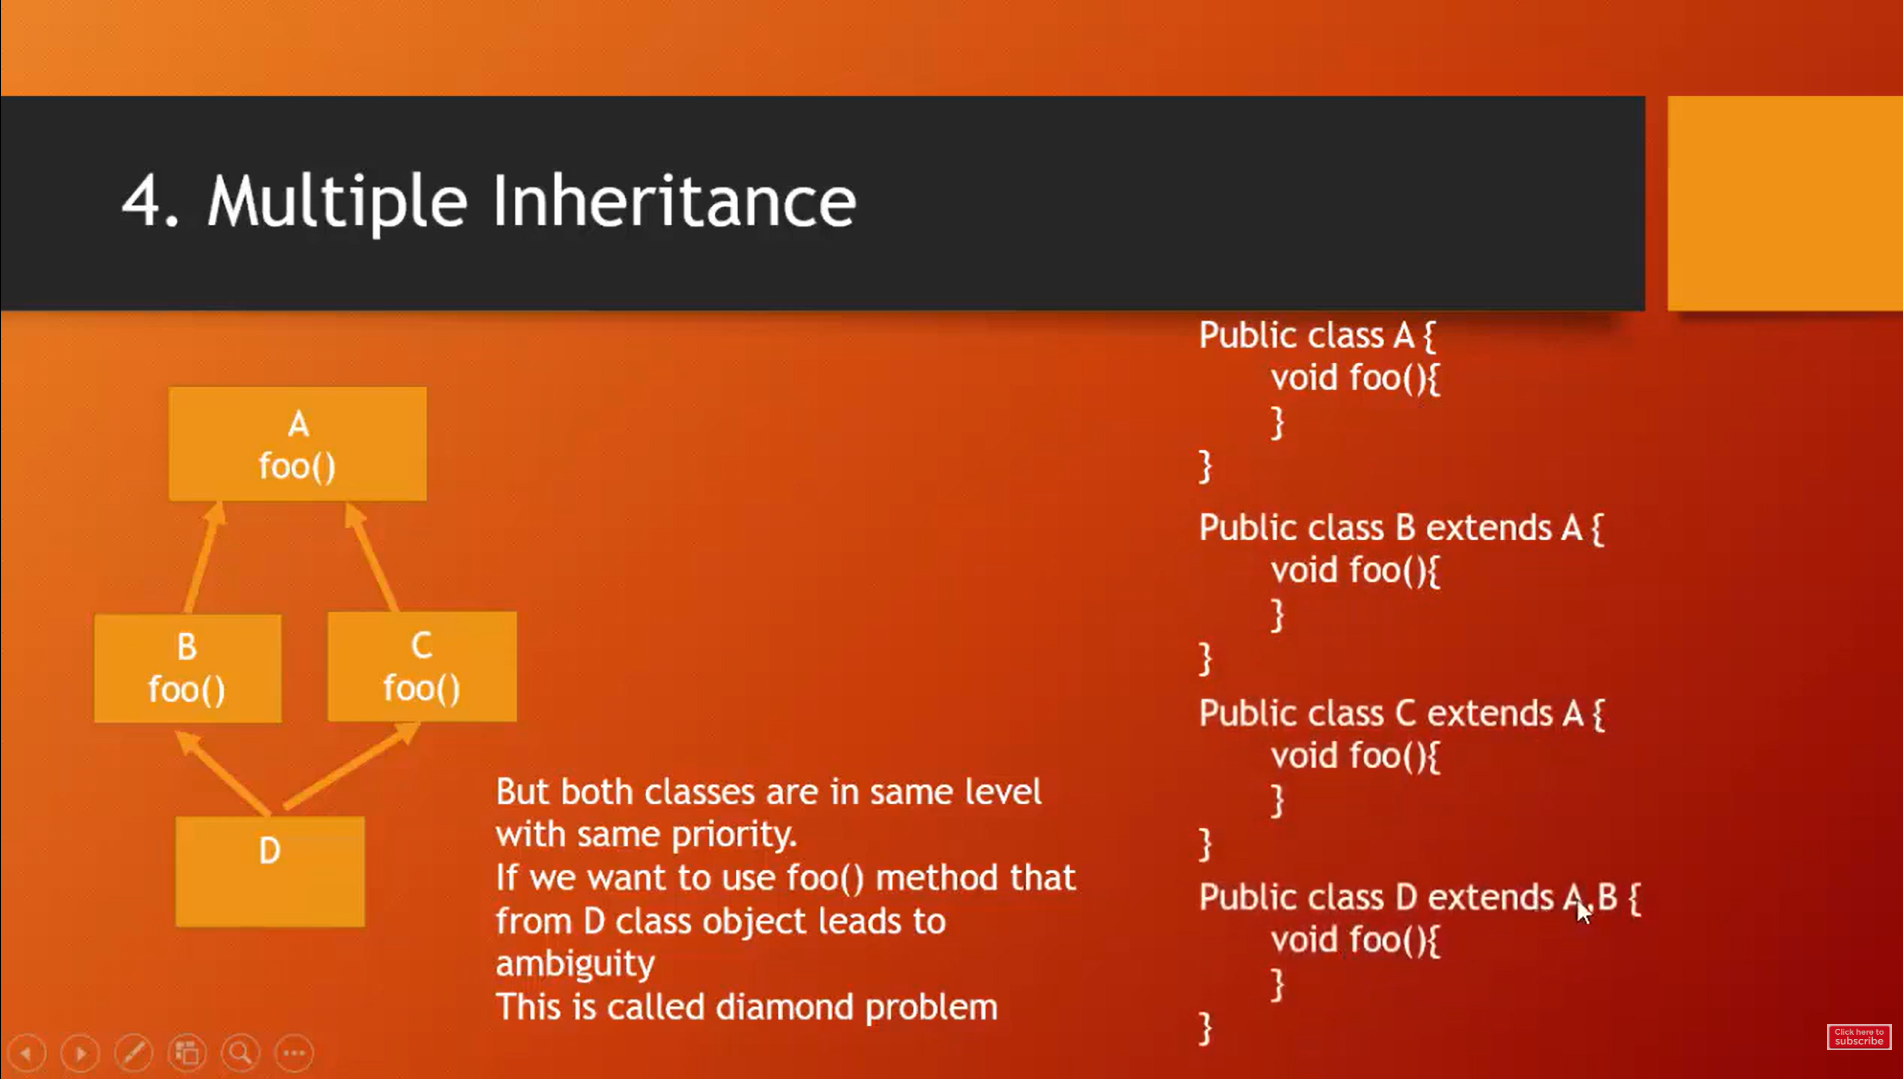 4. Multiple Inheritance
A
foo()
B
foo()
C
foo()
D
But both classes are in same level
with same priority.
If we want to use foo() method that
from D class object leads to
ambiguity
This is called diamond problem
Public class A {
void foo(){
}
}
Public class B extends A {
void foo(){
}
}
Public class C extends A {
void foo(){
}
}
Public class D extends A,B {
void foo(){
}
}
Click here to
subscribe